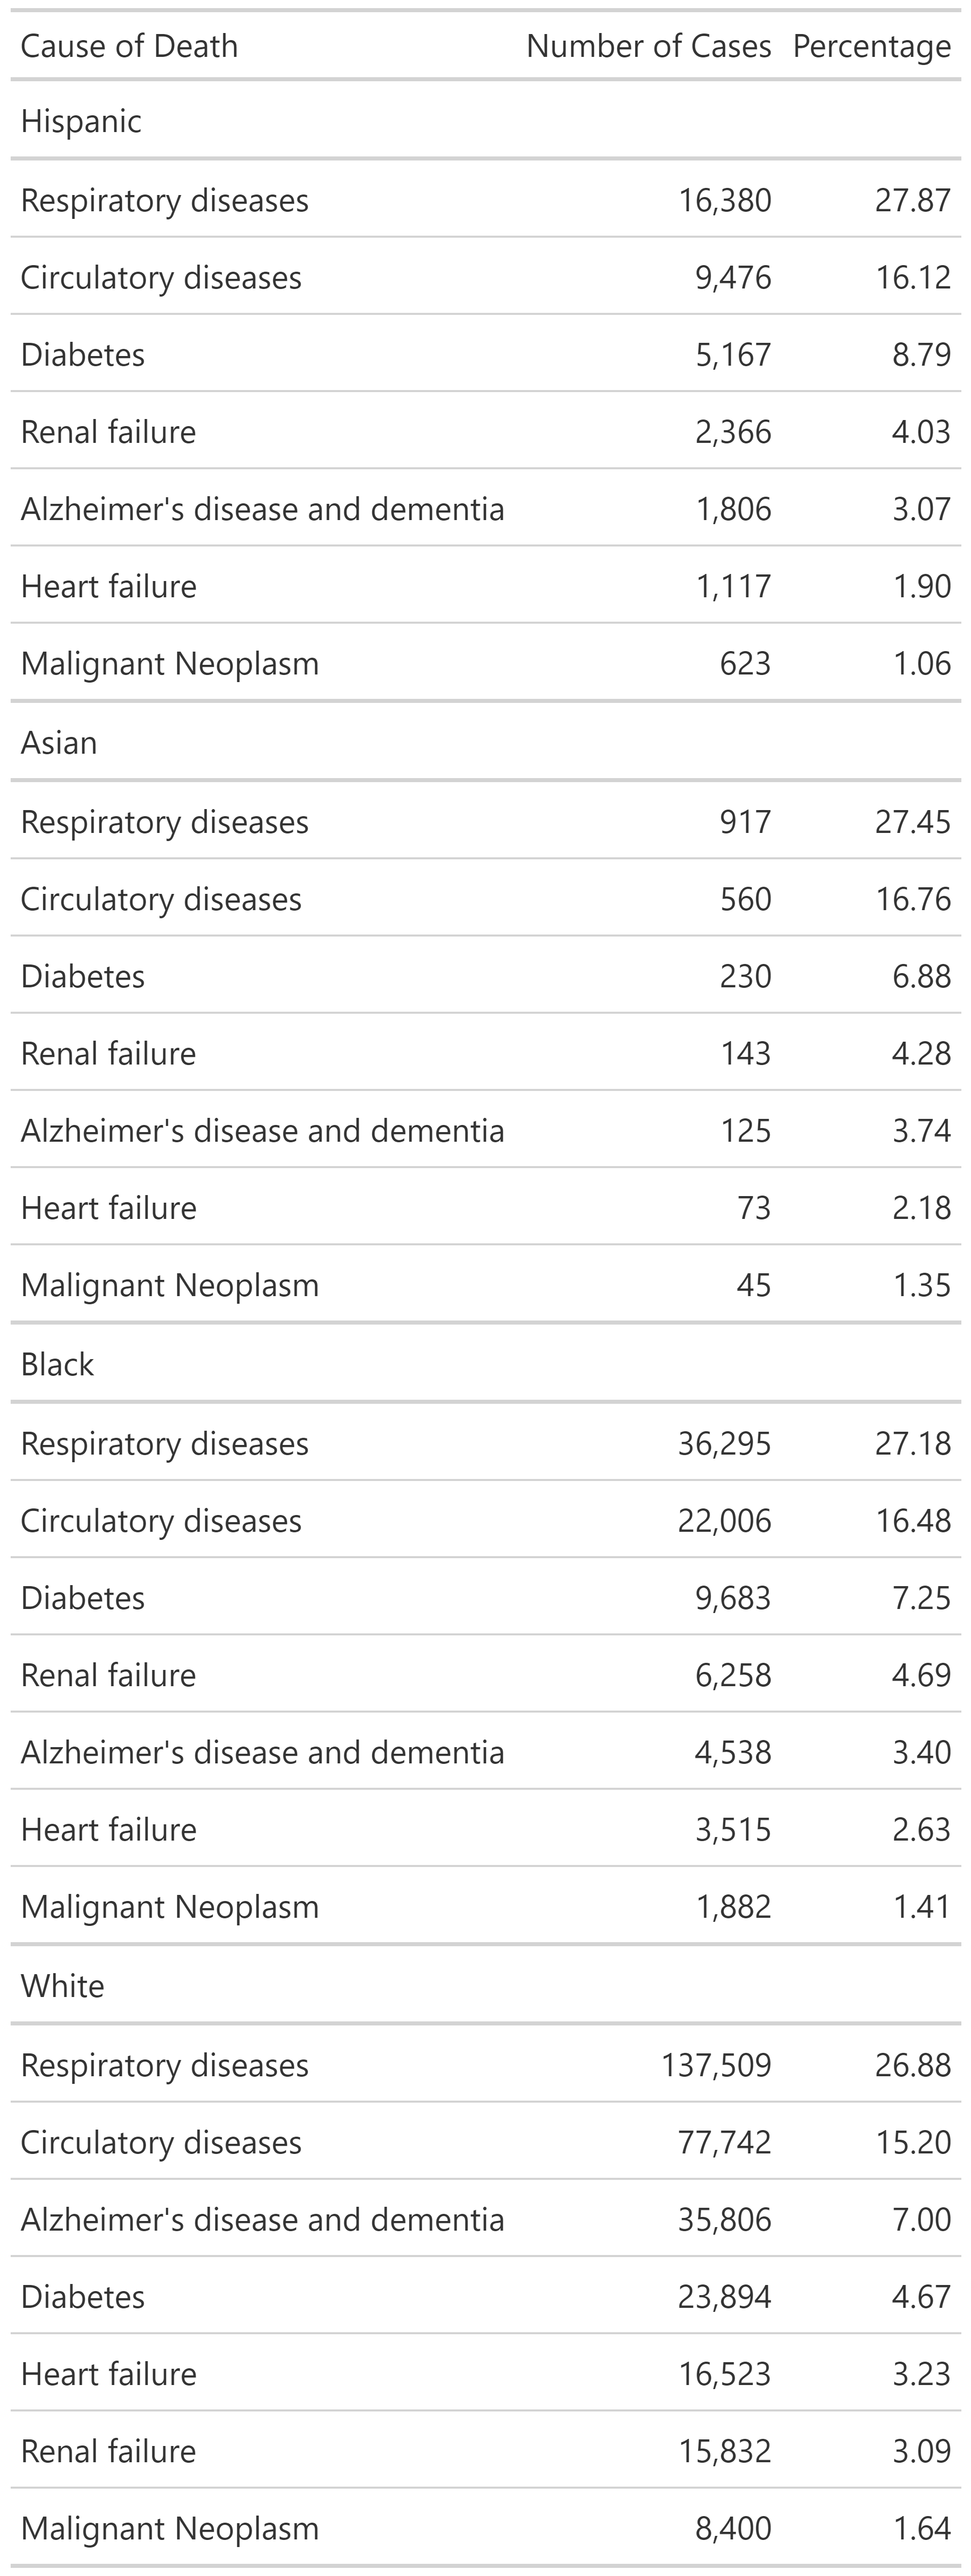 Cause of Death Number of Cases Percentage
Hispanic
Respiratory diseases 16,380 27.87
Circulatory diseases 9,476 16.12
Diabetes 5,167 8.79
Renal failure 2,366 4.03
Alzheimer's disease and dementia 1,806 3.07
Heart failure 1,117 1.90
Malignant Neoplasm 623 1.06
Asian
Respiratory diseases 917 27.45
Circulatory diseases 560 16.76
Diabetes 230 6.88
Renal failure 143 4.28
Alzheimer's disease and dementia 125 3.74
Heart failure 73 2.18
Malignant Neoplasm 45 1.35
Black
Respiratory diseases 36,295 27.18
Circulatory diseases 22,006 16.48
Diabetes 9,683 7.25
Renal failure 6,258 4.69
Alzheimer's disease and dementia 4,538 3.40
Heart failure 3,515 2.63
Malignant Neoplasm 1,882 1.41
White
Respiratory diseases 137,509 26.88
Circulatory diseases 77,742 15.20
Alzheimer's disease and dementia 35,806 7.00
Diabetes 23,894 4.67
Heart failure 16,523 3.23
Renal failure 15,832 3.09
Malignant Neoplasm 8,400 1.64